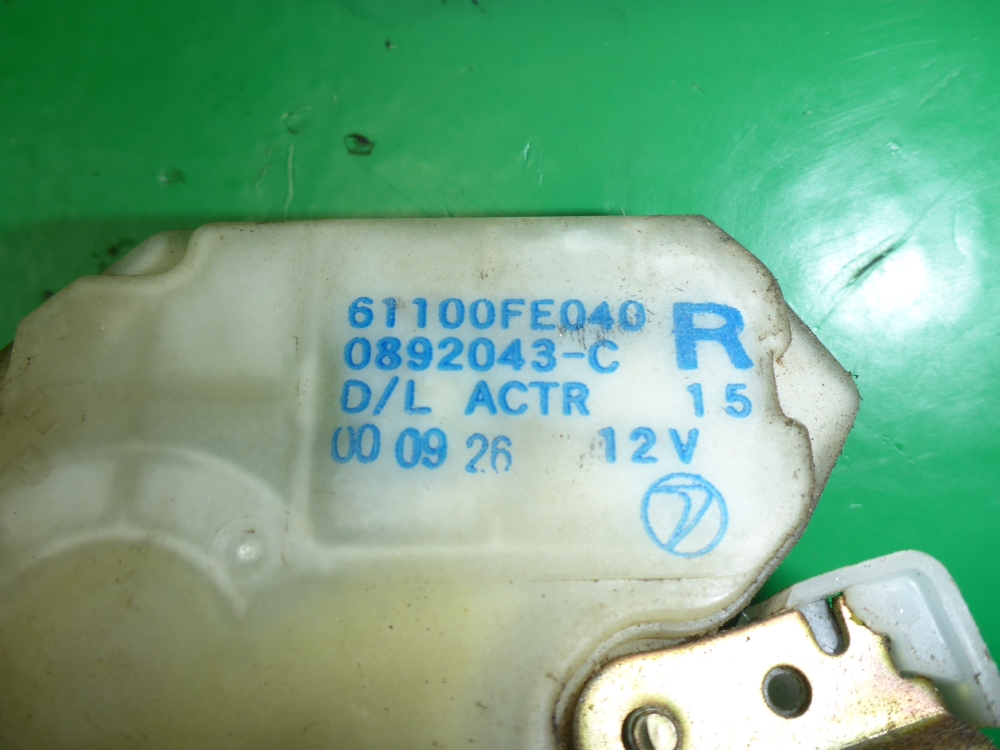 61100FE040 R
0892043-C
D/L ACTR 15
00 09 26 12V